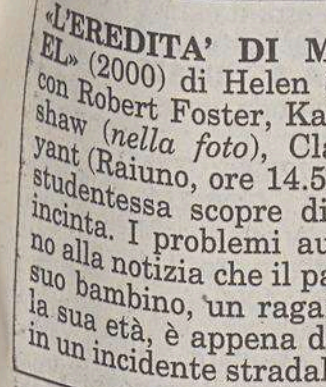 «L'EREDITA' DI M
EL» (2000) di Helen
con Robert Foster, Ka
shaw (nella foto), Cla
yant (Raiuno, ore 14.5
studentessa scopre di
incinta. I problemi au
no alla notizia che il pa
suo bambino, un raga
la sua età, è appena d
in un incidente stradal